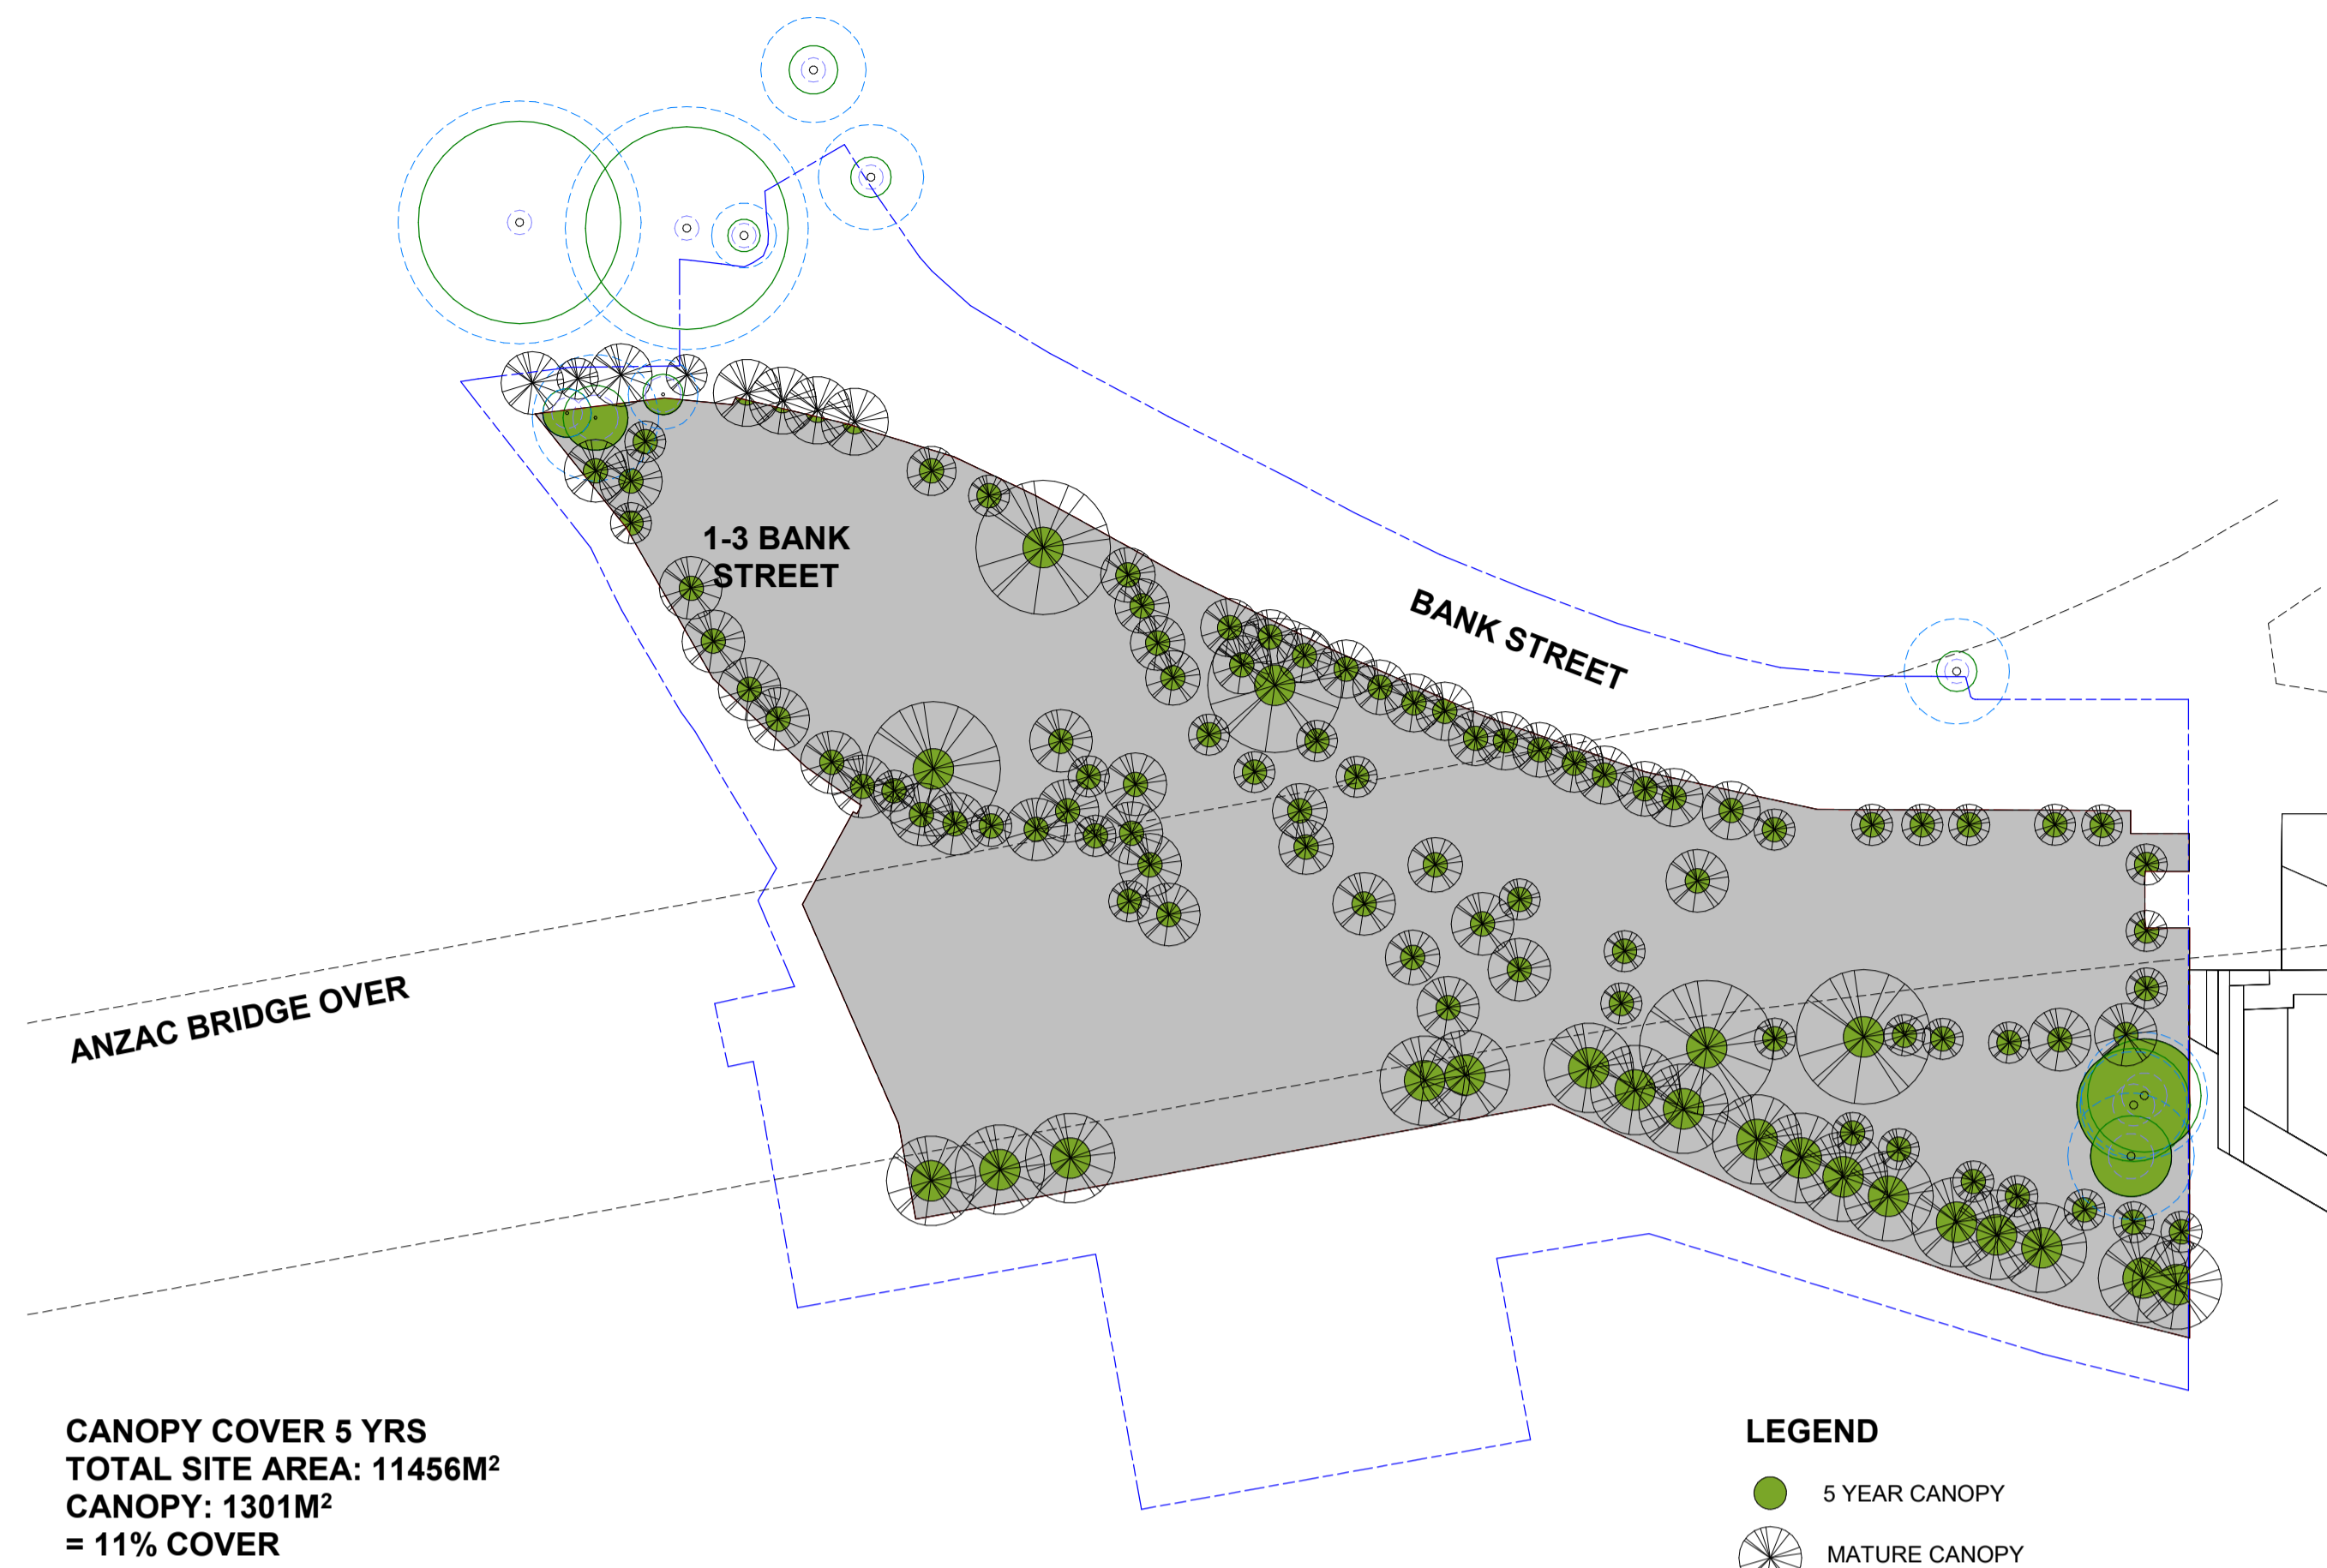 1-3 BANK
STREET
BANK STREET
ANZAC BRIDGE OVER
CANOPY COVER 5 YRS
TOTAL SITE AREA: 11456M²
CANOPY: 1301M²
= 11% COVER
LEGEND
5 YEAR CANOPY
MATURE CANOPY